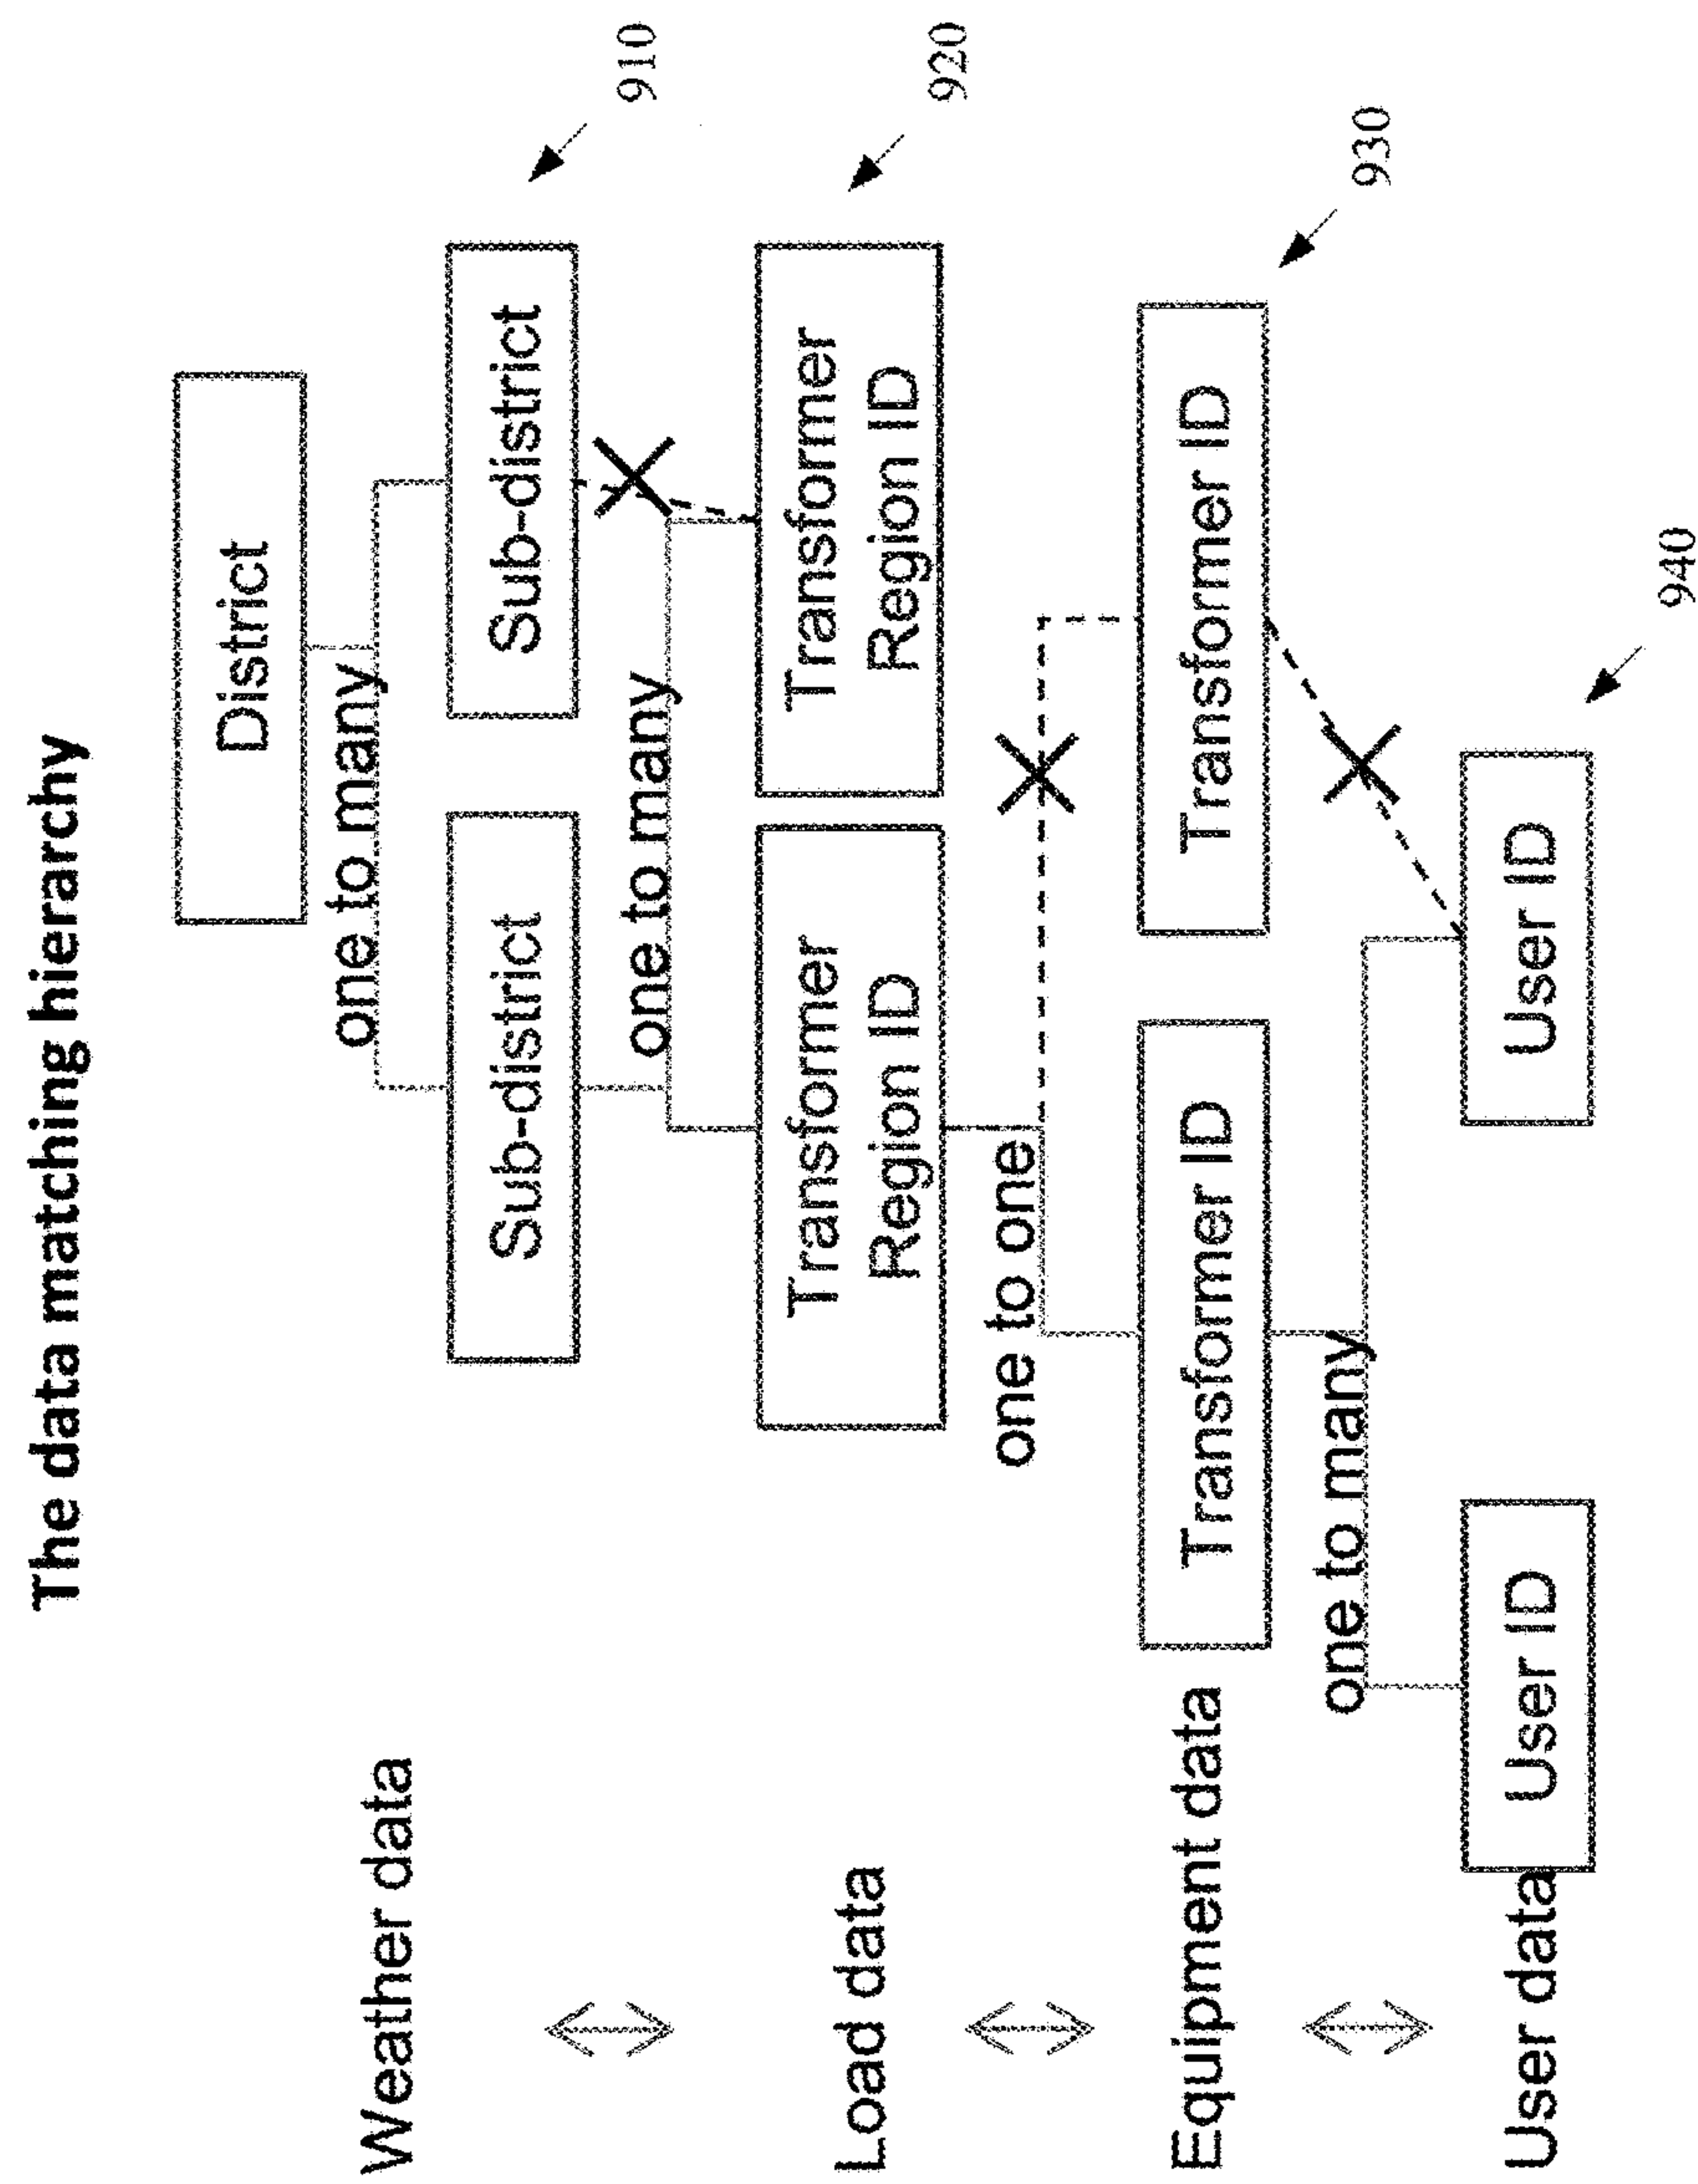 The data matching hierarchy
District
one to many
Weather data
Sub-district
Sub-district
910
one to many
Load data
Transformer
Region ID
Transformer
Region ID
920
one to one
Equipment data
Transformer ID
Transformer ID
930
one to many
User data
User ID
User ID
940